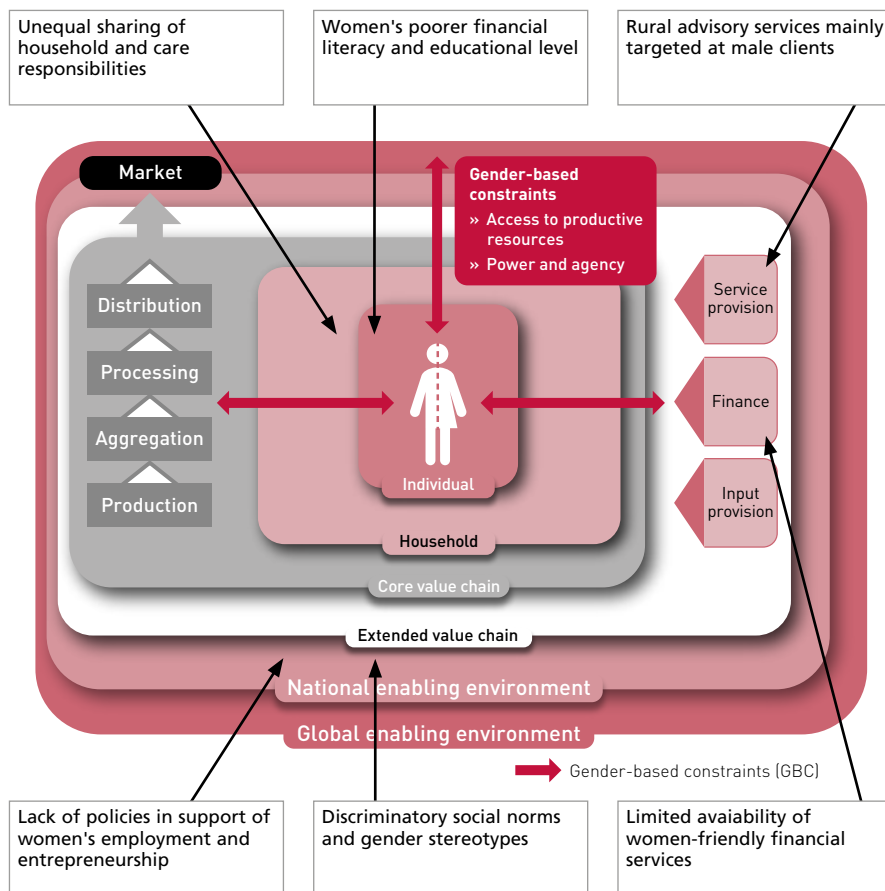 Unequal sharing of
household and care
responsibilities
Women's poorer financial
literacy and educational level
Rural advisory services mainly
targeted at male clients
Market
Gender-based
constraints
» Access to productive
resources
» Power and agency
Distribution
Processing
Aggregation
Production
Service
provision
Finance
Input
provision
Individual
Household
Core value chain
Extended value chain
National enabling environment
Global enabling environment
Gender-based constraints (GBC)
Lack of policies in support of
women's employment and
entrepreneurship
Discriminatory social norms
and gender stereotypes
Limited avaiability of
women-friendly financial
services